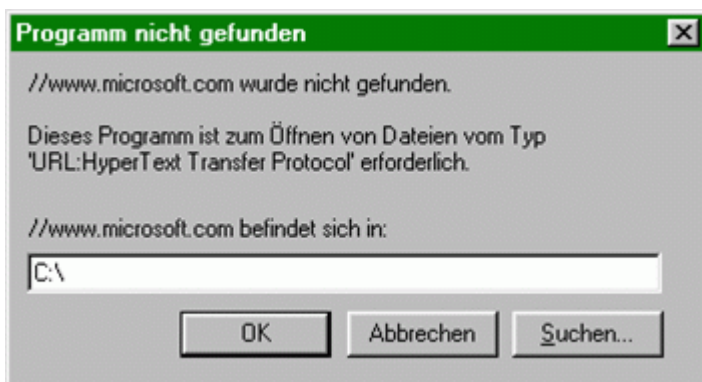 Programm nicht gefunden
//www.microsoft.com wurde nicht gefunden.
Dieses Programm ist zum Öffnen von Dateien vom Typ
'URL:HyperText Transfer Protocol' erforderlich.
//www.microsoft.com befindet sich in:
C:\
OK Abbrechen Suchen...